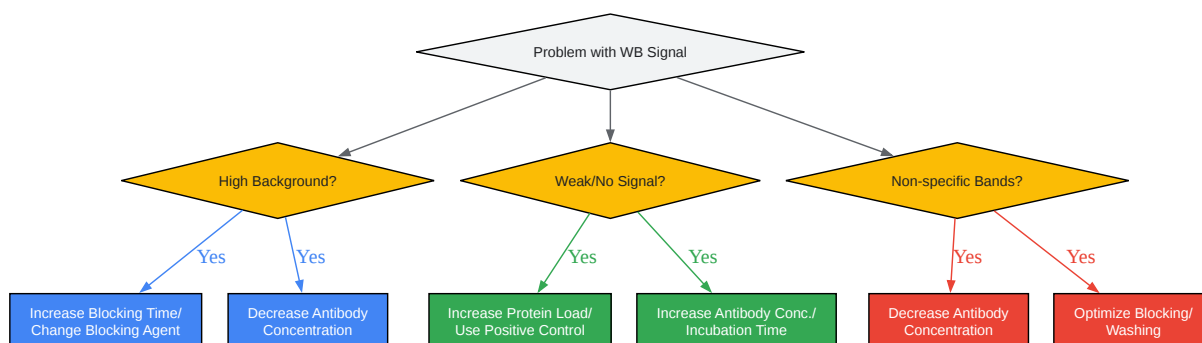 Problem with WB Signal
High Background?
Weak/No Signal?
Non-specific Bands?
Yes
Yes
Yes
Yes
Yes
Yes
Increase Blocking Time/
Change Blocking Agent
Decrease Antibody
Concentration
Increase Protein Load/
Use Positive Control
Increase Antibody Conc./
Incubation Time
Decrease Antibody
Concentration
Optimize Blocking/
Washing